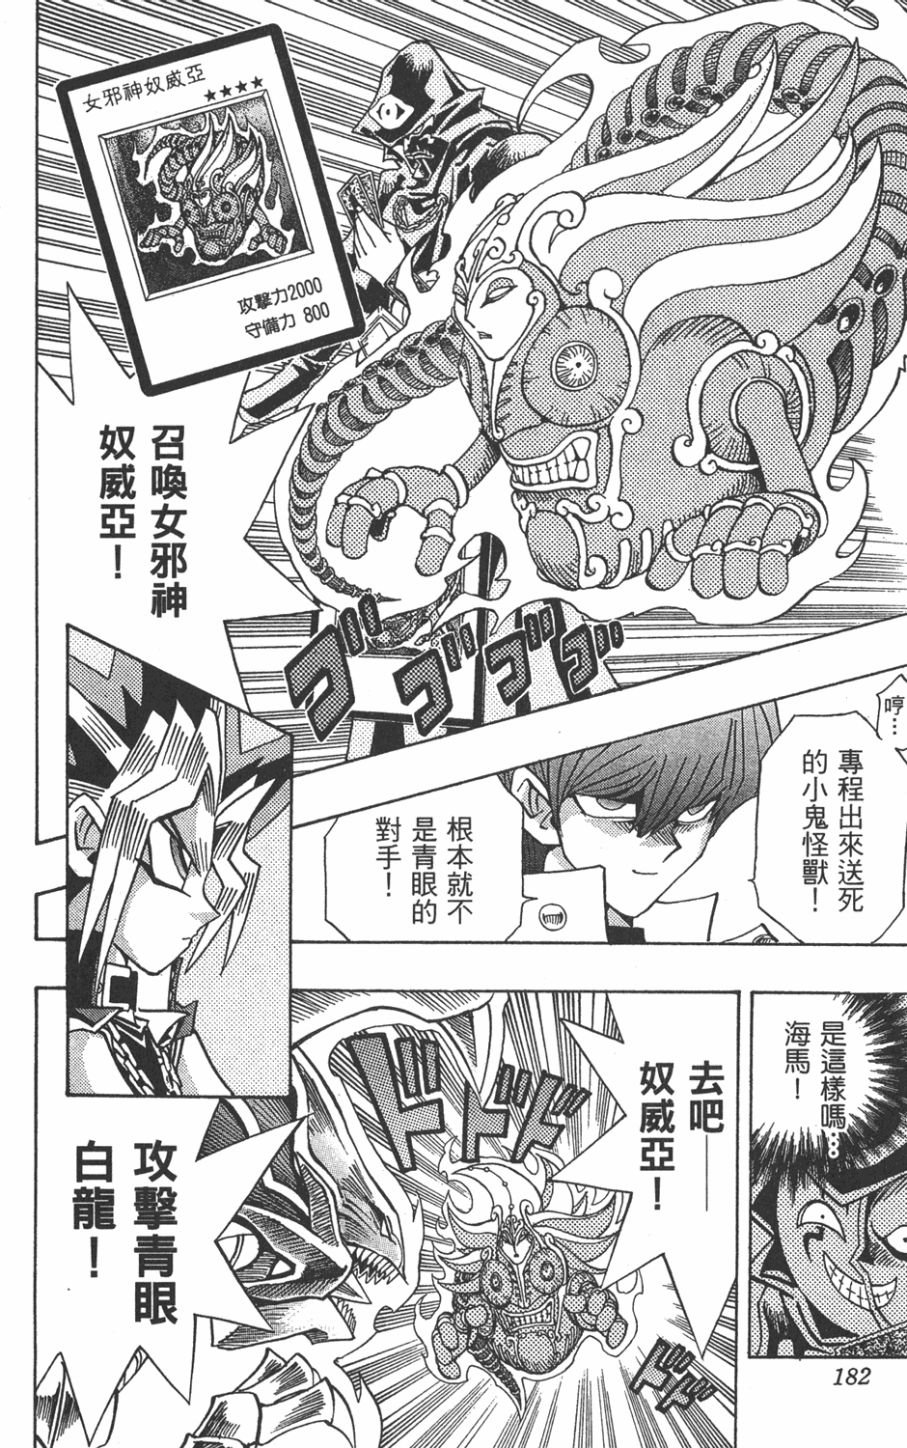 女邪神奴威亞
★★★★
攻擊力2000
守備力 800
召喚女邪神
奴威亞！
ゴゴゴゴ
哼…
專程出來送死
的小鬼怪獸！
根本就不
是青眼的
對手！
是這樣嗎…
海馬！
去吧——
奴威亞！
ドドド
攻擊青眼
白龍！
ドド
182